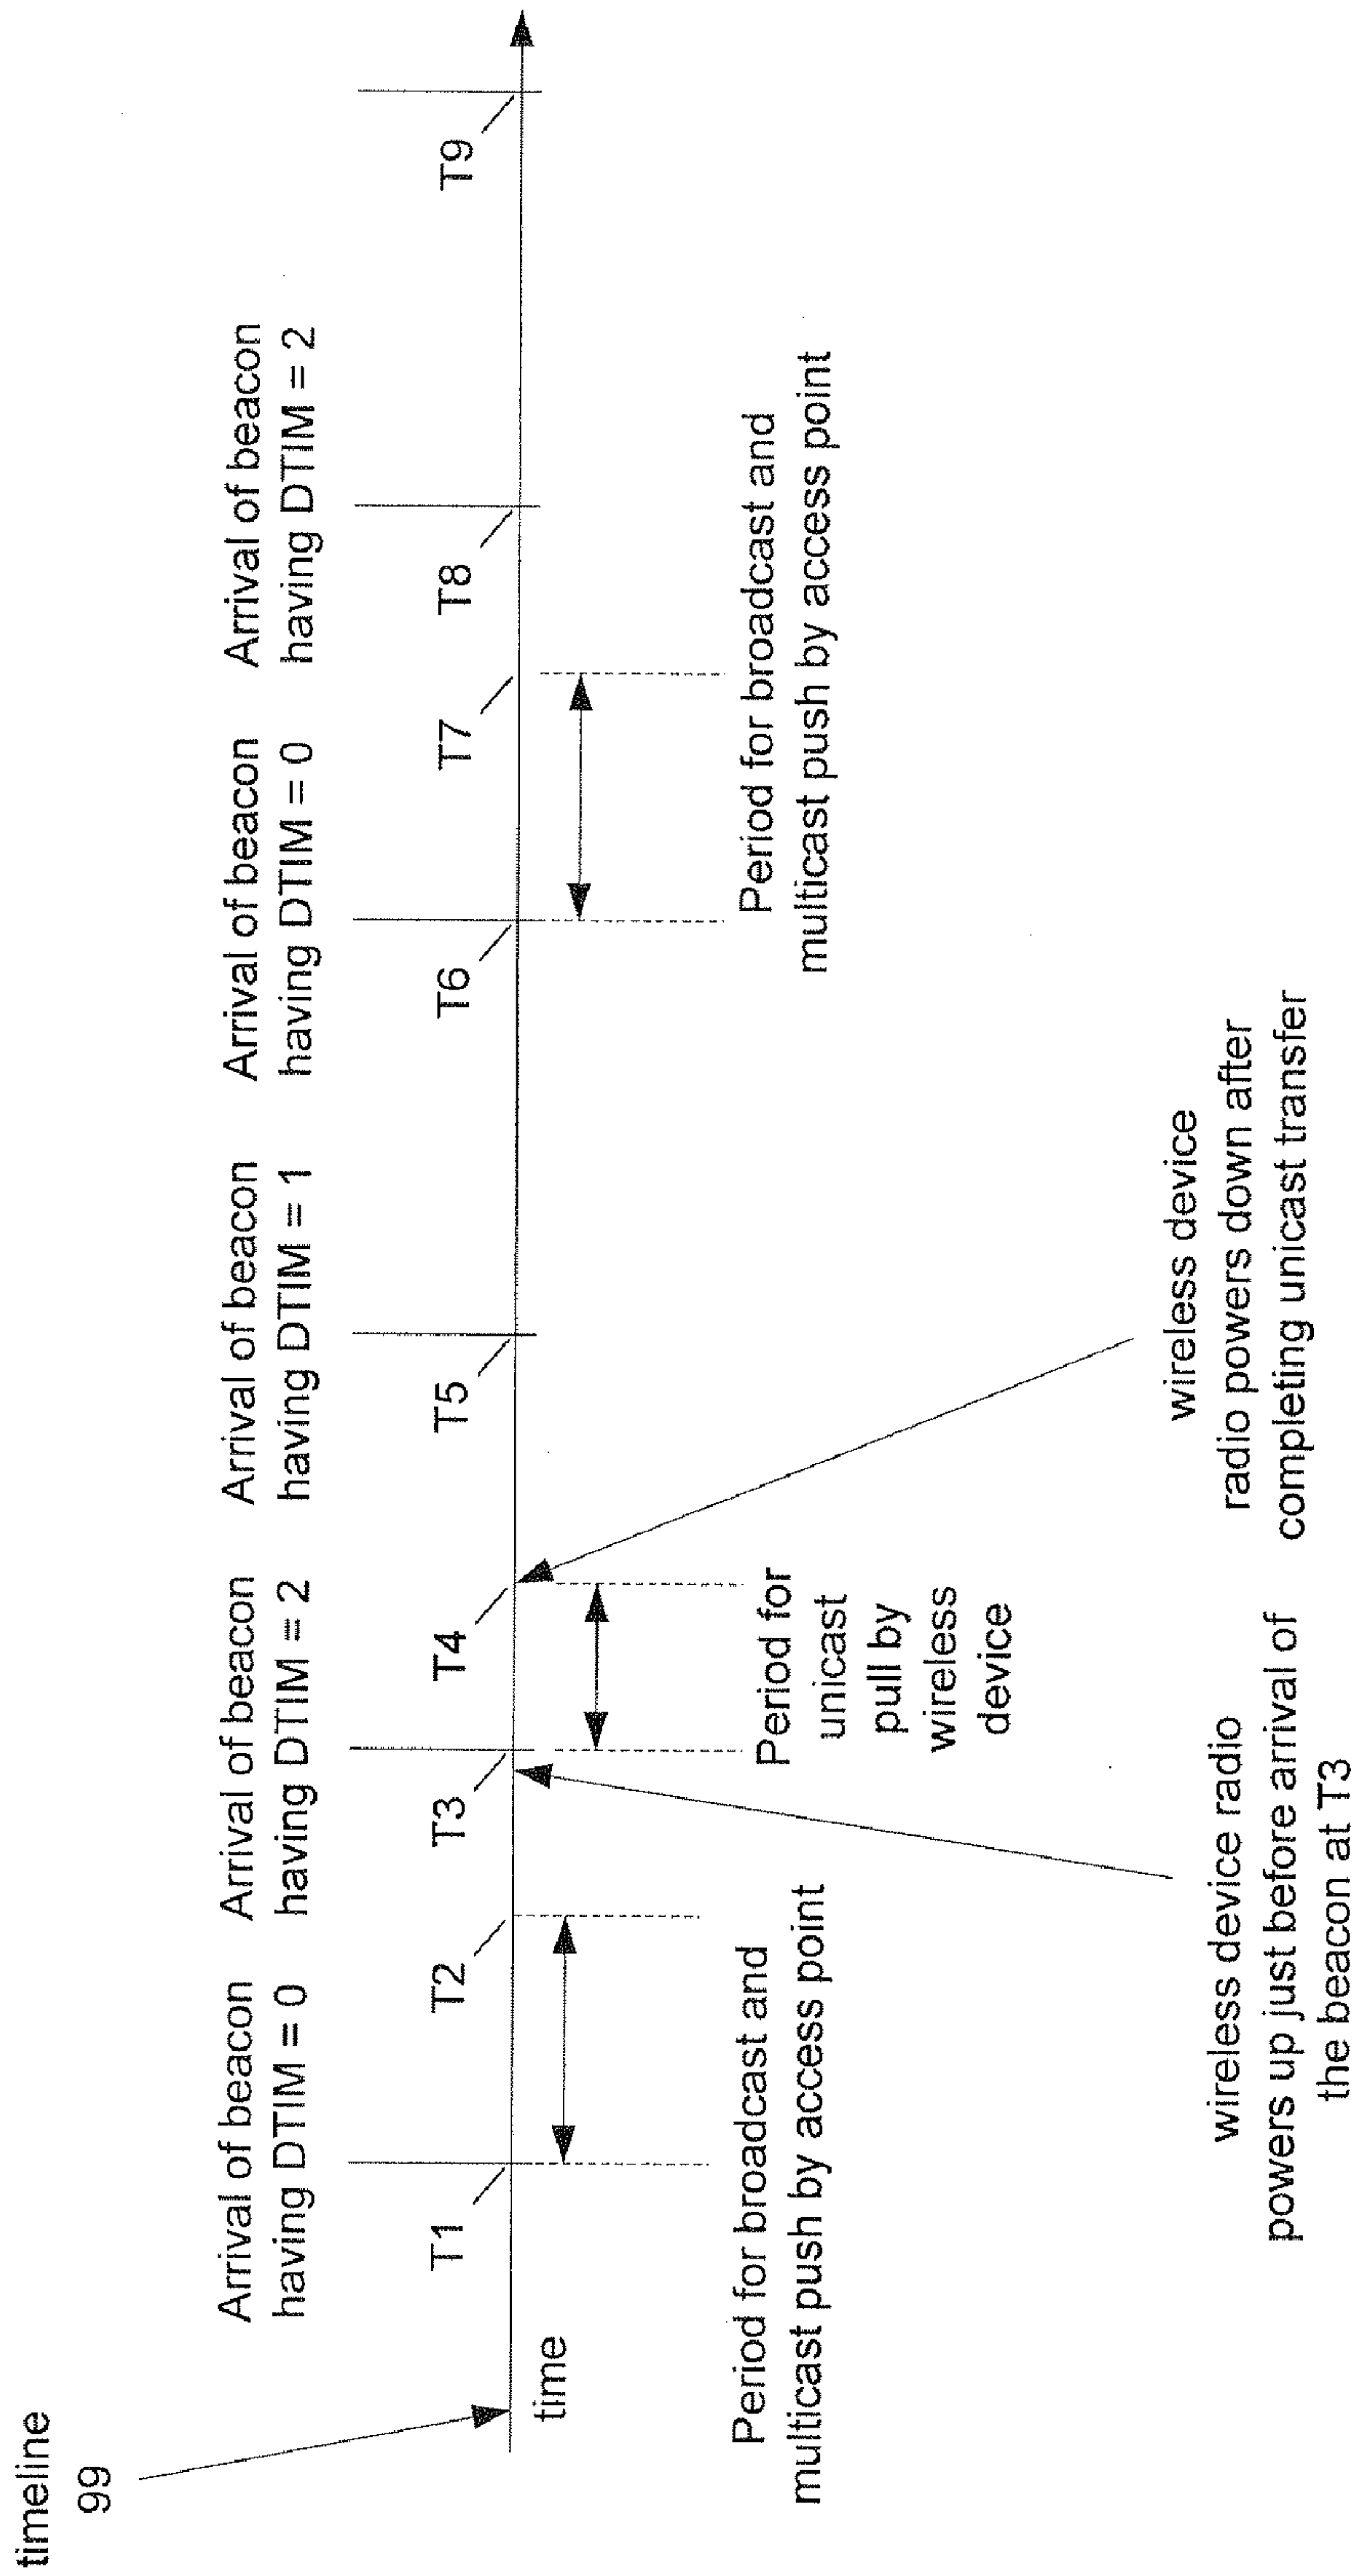 timeline
99
Arrival of beacon
having DTIM = 0
Arrival of beacon
having DTIM = 2
Arrival of beacon
having DTIM = 1
Arrival of beacon
having DTIM = 0
Arrival of beacon
having DTIM = 2
T1
T2
T3
T4
T5
T6
T7
T8
T9
time
Period for broadcast and
multicast push by access point
Period for
unicast
pull by
wireless
device
Period for broadcast and
multicast push by access point
wireless device radio
powers up just before arrival of
the beacon at T3
wireless device
radio powers down after
completing unicast transfer